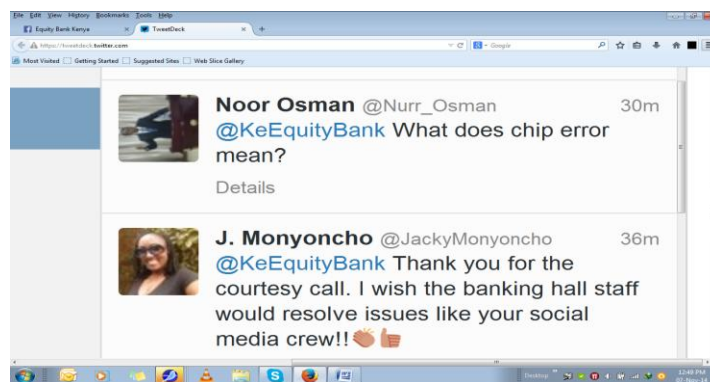 File Edit View History Bookmarks Tools Help
Equity Bank Kenya
TweetDeck
https://tweetdeck.twitter.com
Google
Most Visited Getting Started Suggested Sites Web Slice Gallery
Noor Osman @Nurr_Osman 30m
@KeEquityBank What does chip error
mean?
Details
J. Monyoncho @JackyMonyoncho 36m
@KeEquityBank Thank you for the
courtesy call. I wish the banking hall staff
would resolve issues like your social
media crew!!👏👍
Desktop
12:49 PM